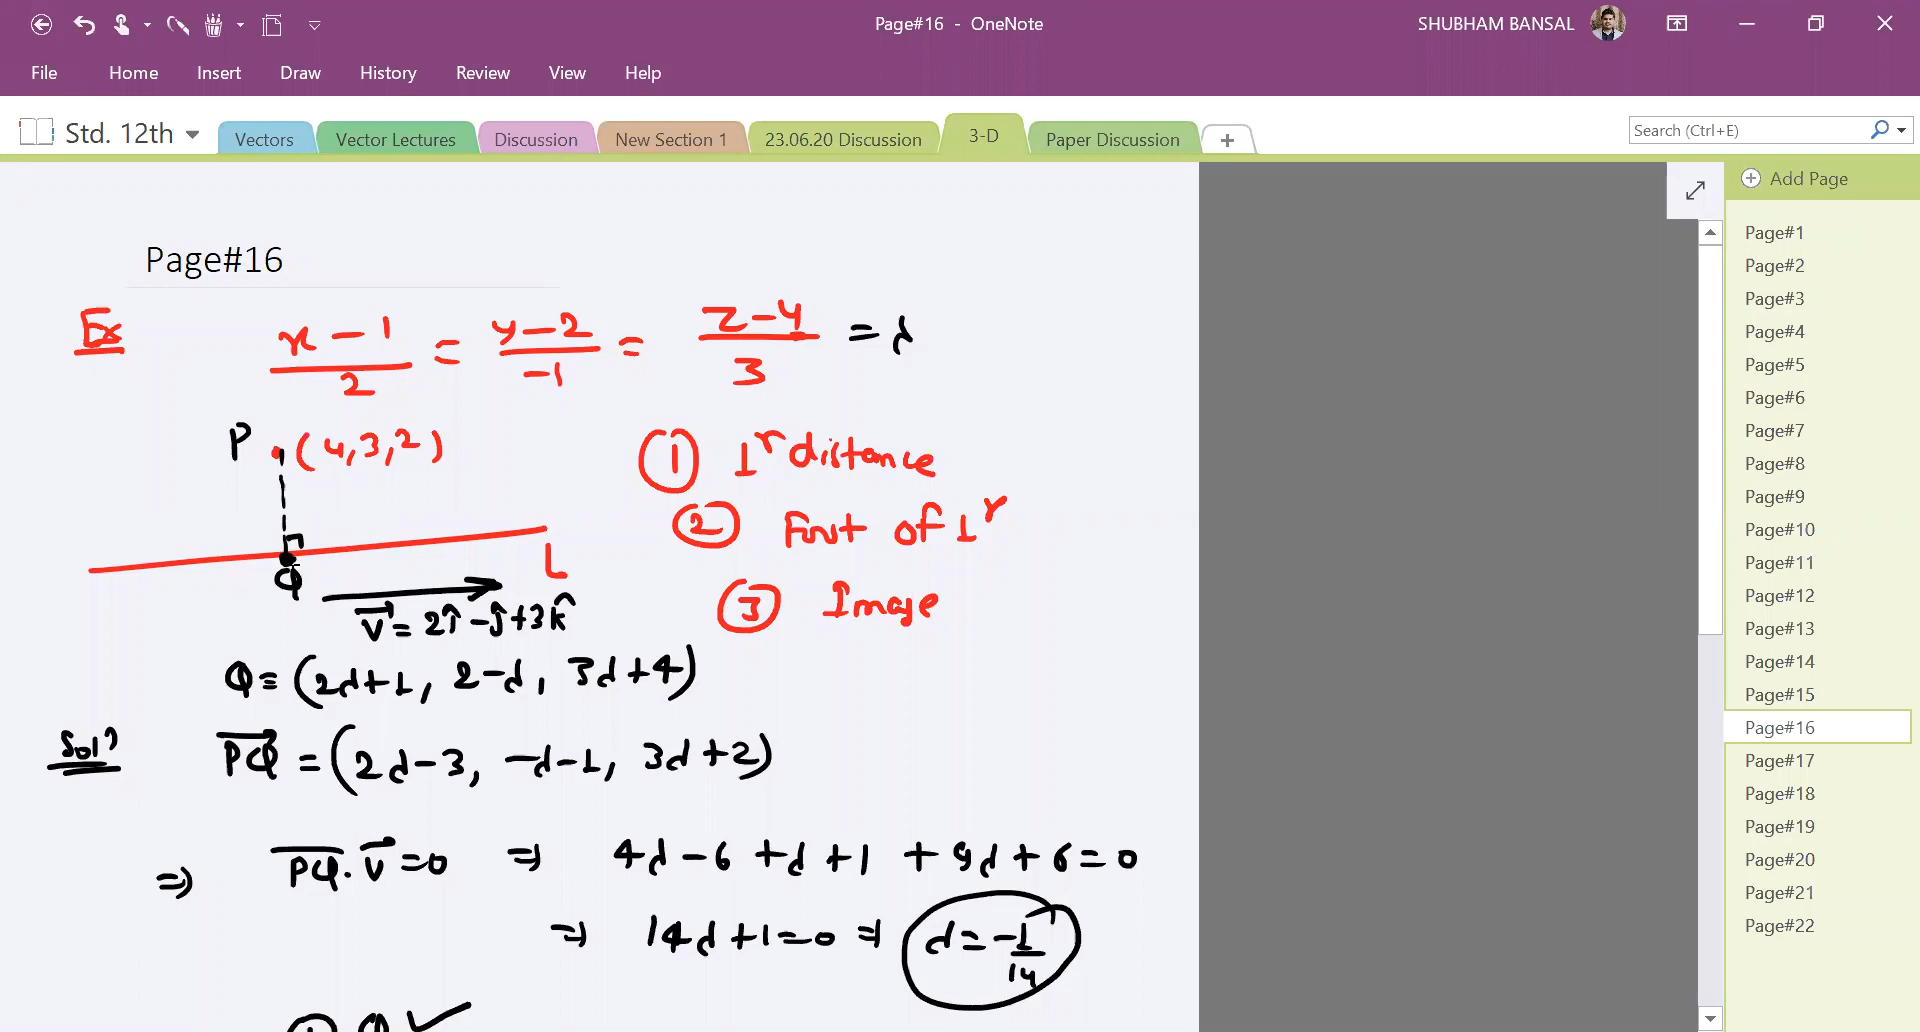 Page#16 - OneNote
SHUBHAM BANSAL
File Home Insert Draw History Review View Help
Std. 12th
Vectors
Vector Lectures
Discussion
New Section 1
23.06.20 Discussion
3-D
Paper Discussion
+
Search (Ctrl+E)
Page#16
Ex (x-1)/2 = (y-2)/-1 = (z-4)/3 = λ
P (4,3,2)
① ⊥r distance
② Foot of ⊥r
③ Image
L
Q
v⃗ = 2î - ĵ + 3k̂
Q ≡ (2λ+1, 2-λ, 3λ+4)
Sol? PQ = (2λ-3, -λ-1, 3λ+2)
⇒ PQ . v⃗ = 0 ⇒ 4λ-6 + λ+1 + 9λ+6 = 0
⇒ 14λ+1=0 ⇒ λ = -1/14
Q ✓
Add Page
Page#1
Page#2
Page#3
Page#4
Page#5
Page#6
Page#7
Page#8
Page#9
Page#10
Page#11
Page#12
Page#13
Page#14
Page#15
Page#16
Page#17
Page#18
Page#19
Page#20
Page#21
Page#22